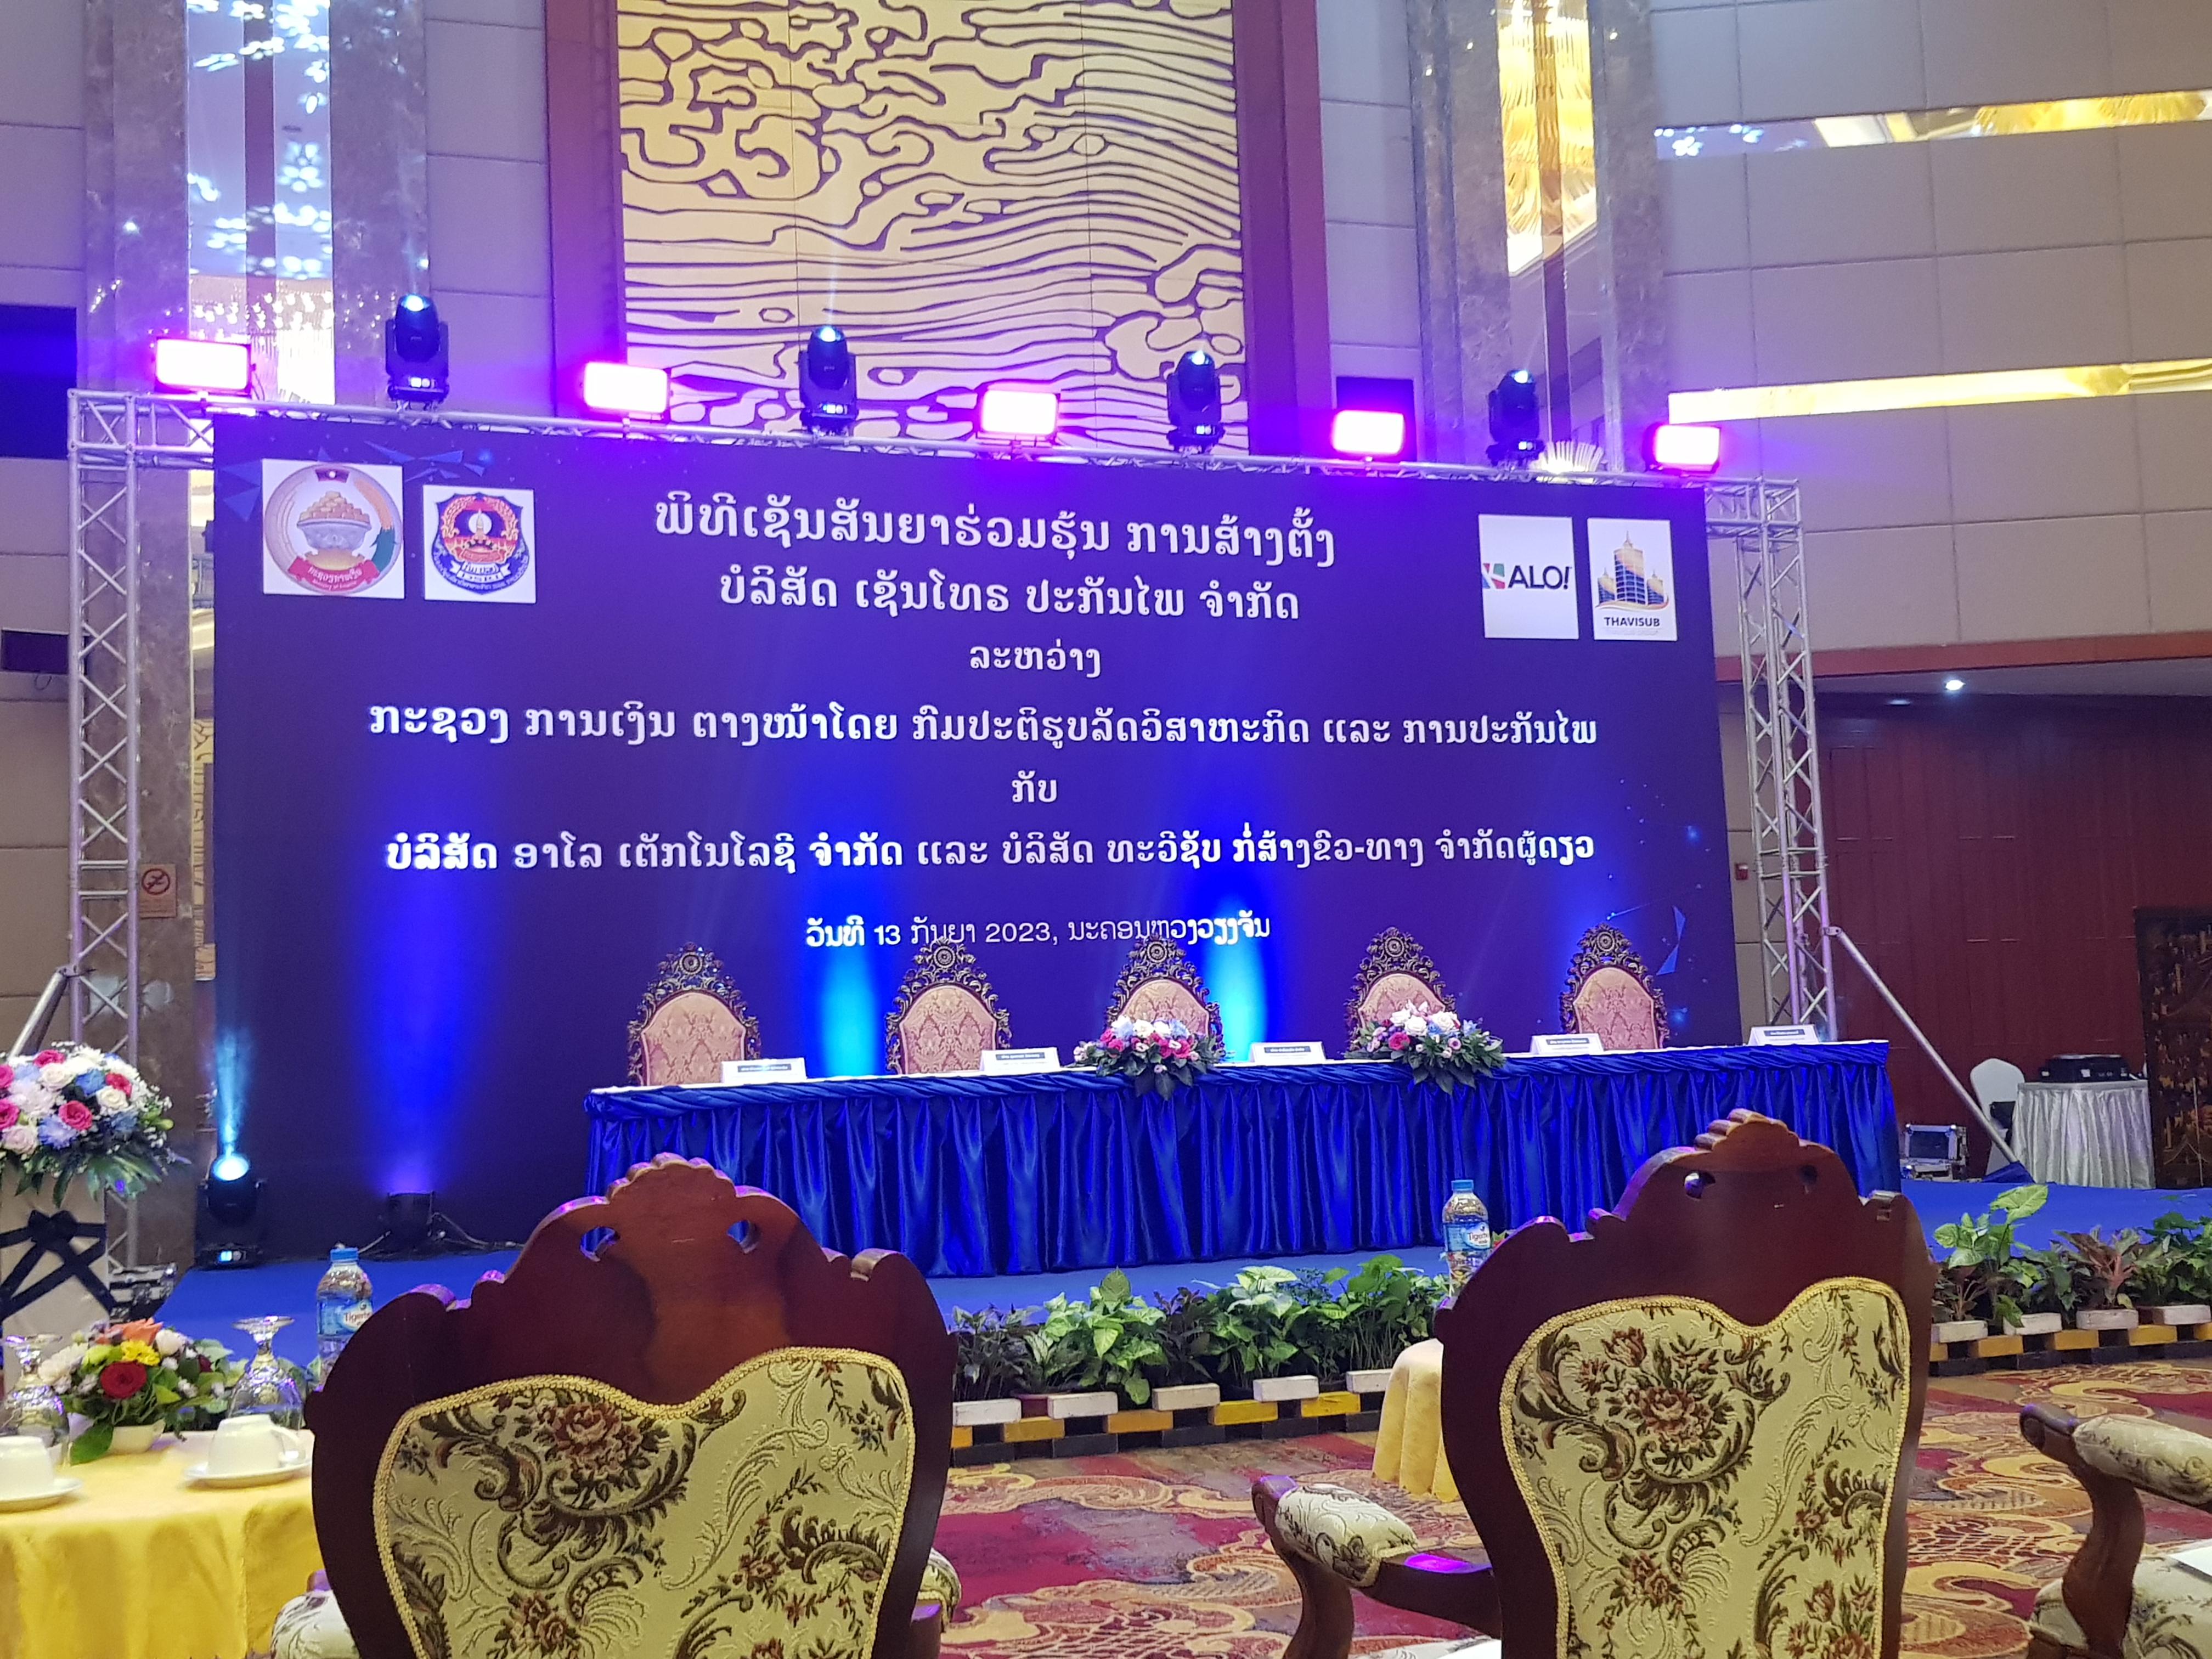 ພິທີເຊັນສັນຍາຮ່ວມຮຸ້ນ ການສ້າງຕັ້ງ
ບໍລິສັດ ເຊັນໂທຣ ປະກັນໄພ ຈຳກັດ
ລະຫວ່າງ
ກະຊວງ ການເງິນ ຕາງໜ້າໂດຍ ກົມປະຕິຮູບລັດວິສາຫະກິດ ແລະ ການປະກັນໄພ
ກັບ
ບໍລິສັດ ອາໂລ ເຕັກໂນໂລຊີ ຈຳກັດ ແລະ ບໍລິສັດ ທະວີຊັບ ກໍ່ສ້າງຂົວ-ທາງ ຈຳກັດຜູ້ດຽວ
ວັນທີ 13 ກັນຍາ 2023, ນະຄອນຫຼວງວຽງຈັນ
ALO!
THAVISUB